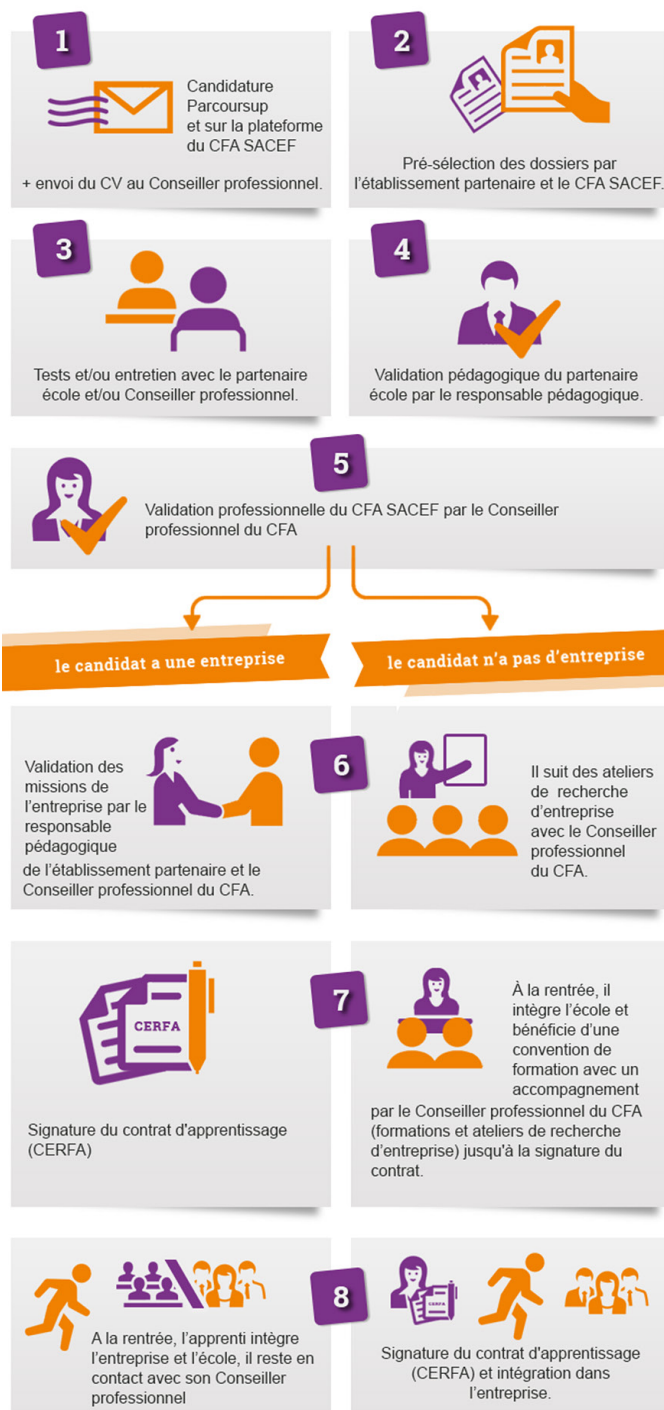 1
Candidature
Parcoursup
et sur la plateforme
du CFA SACEF
+ envoi du CV au Conseiller professionnel.
2
Pré-sélection des dossiers par
l'établissement partenaire et le CFA SACEF.
3
Tests et/ou entretien avec le partenaire
école et/ou Conseiller professionnel.
4
Validation pédagogique du partenaire
école par le responsable pédagogique.
5
Validation professionnelle du CFA SACEF par le Conseiller
professionnel du CFA
le candidat a une entreprise
le candidat n'a pas d'entreprise
6
Validation des
missions de
l'entreprise par le
responsable
pédagogique
de l'établissement partenaire et le
Conseiller professionnel du CFA.
Il suit des ateliers
de recherche
d'entreprise
avec le Conseiller
professionnel
du CFA.
7
CERFA
Signature du contrat d'apprentissage
(CERFA)
À la rentrée, il
intègre l'école et
bénéficie d'une
convention de
formation avec un
accompagnement
par le Conseiller professionnel du CFA
(formations et ateliers de recherche
d'entreprise) jusqu'à la signature du
contrat.
8
A la rentrée, l'apprenti intègre
l'entreprise et l'école, il reste en
contact avec son Conseiller
professionnel
CERFA
Signature du contrat d'apprentissage
(CERFA) et intégration dans
l'entreprise.